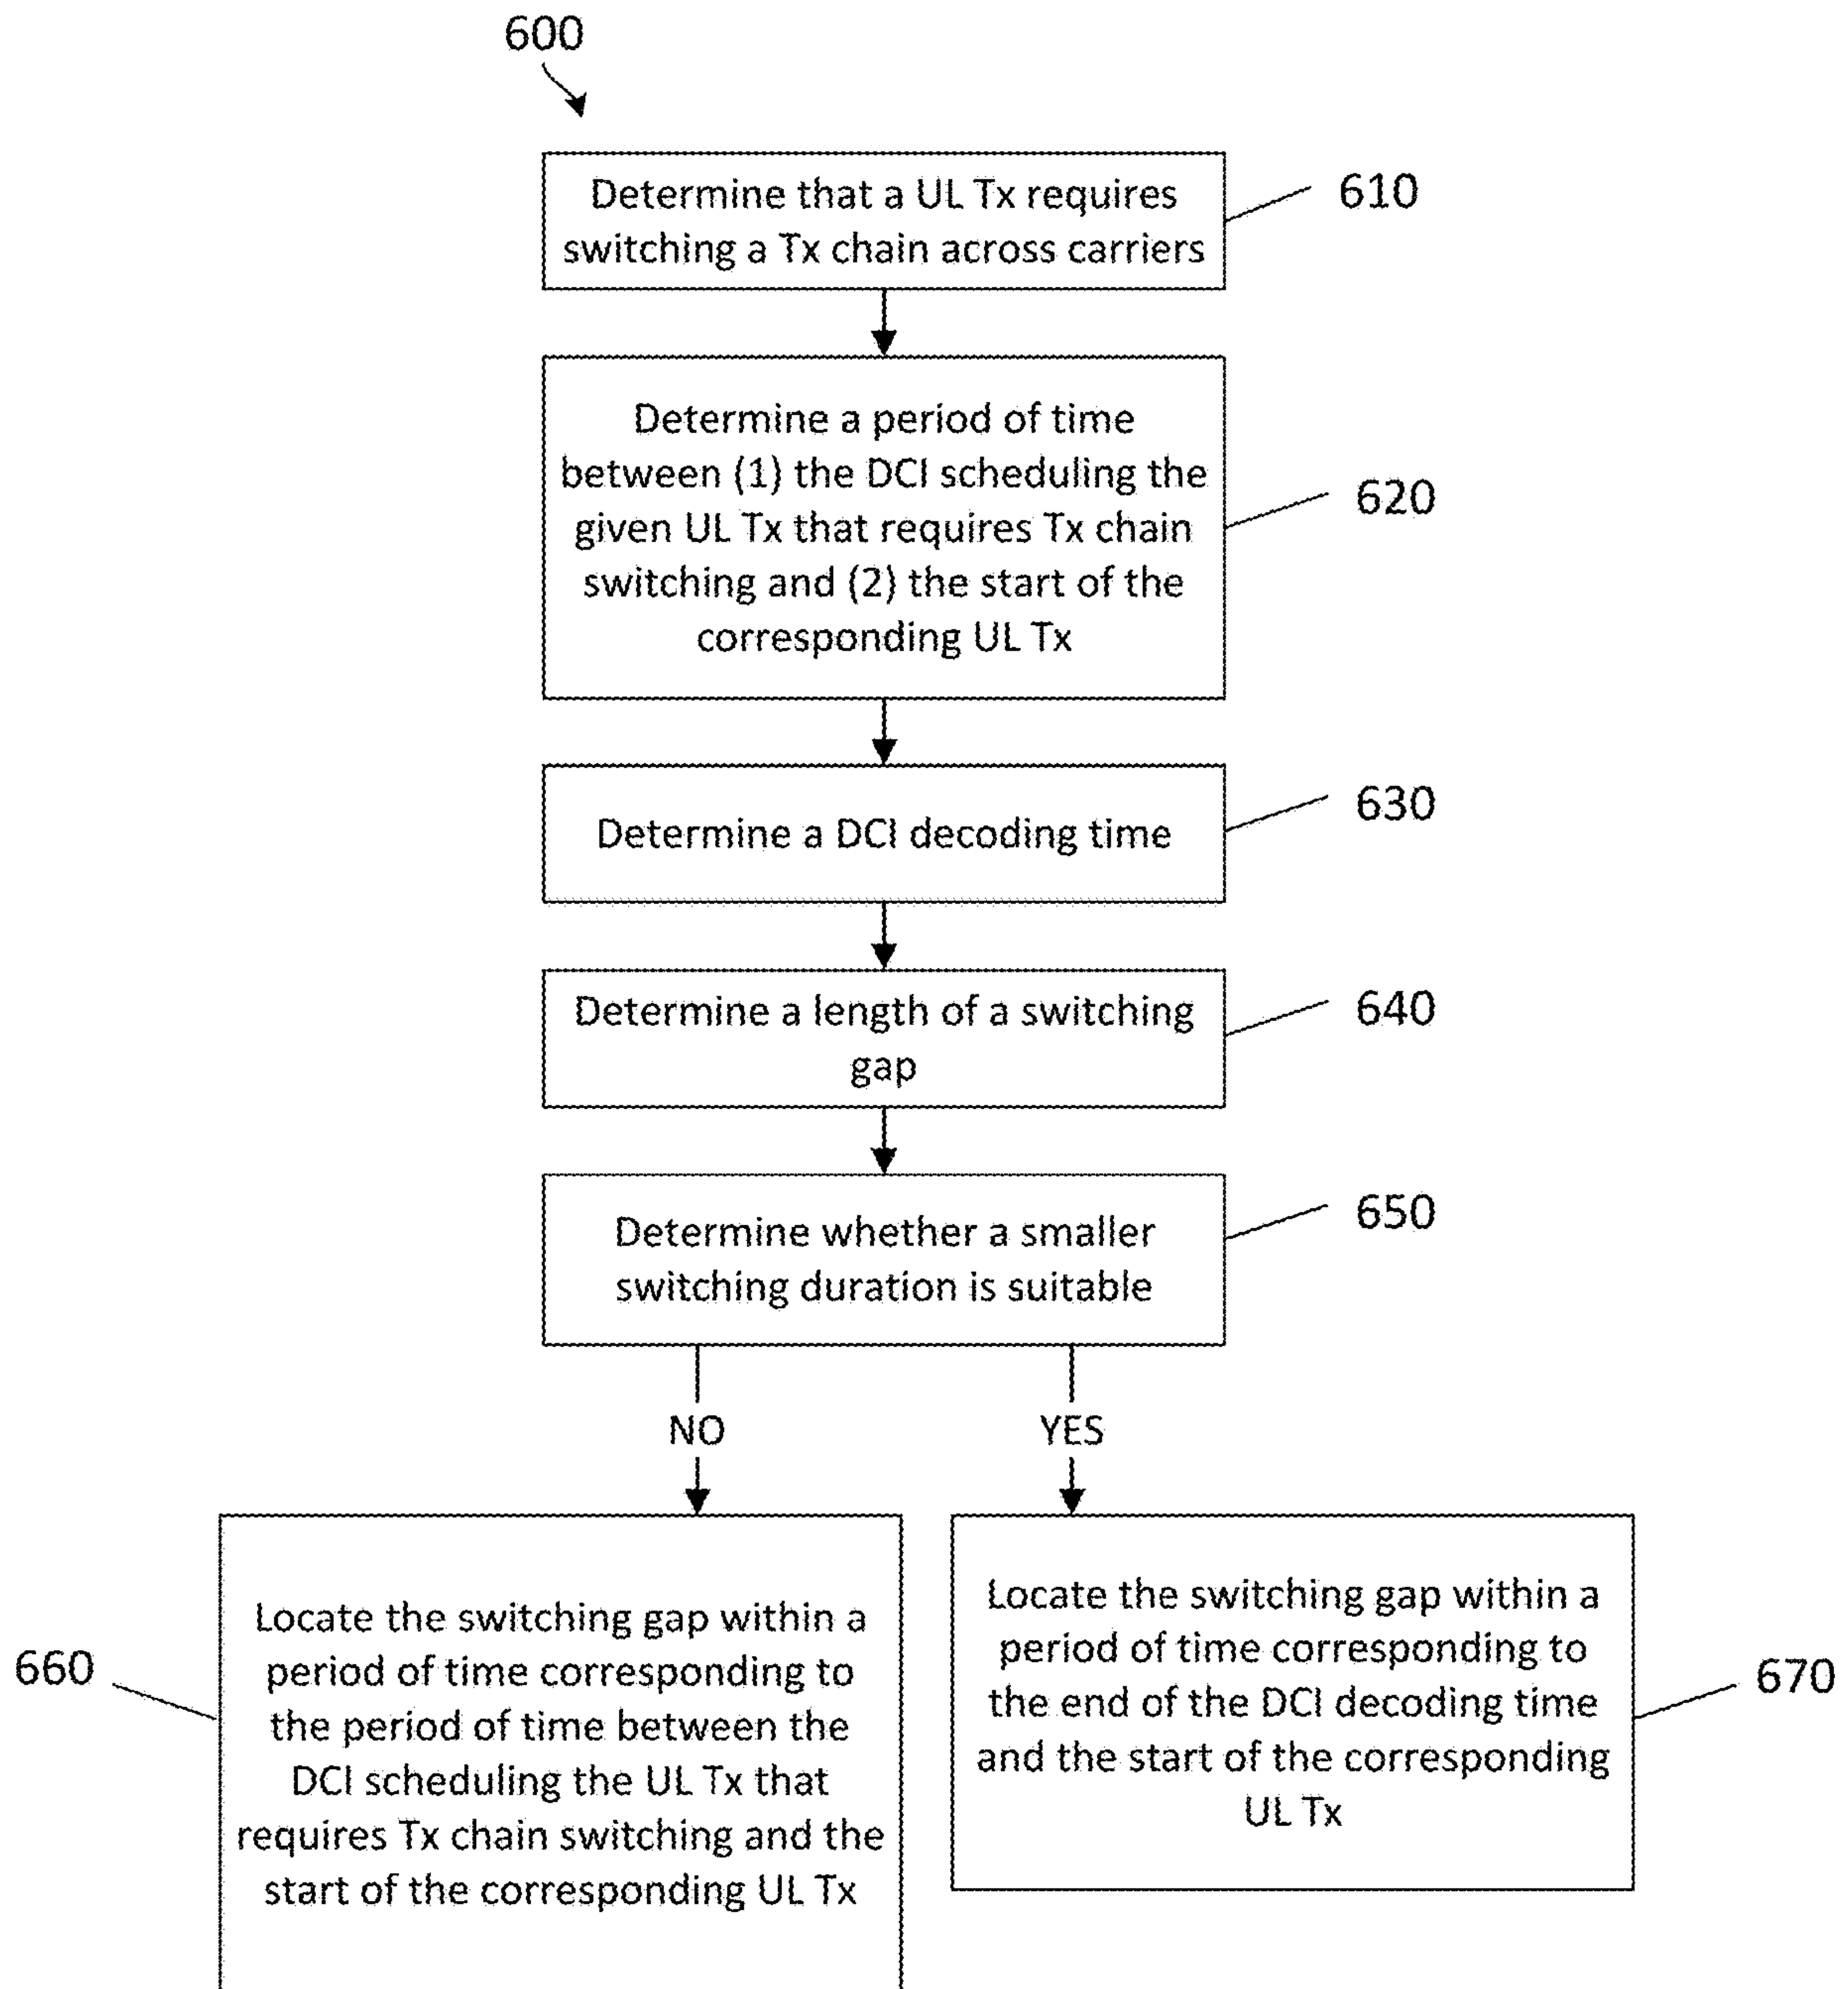 600
Determine that a UL Tx requires
switching a Tx chain across carriers
610
Determine a period of time
between (1) the DCI scheduling the
given UL Tx that requires Tx chain
switching and (2) the start of the
corresponding UL Tx
620
Determine a DCI decoding time
630
Determine a length of a switching
gap
640
Determine whether a smaller
switching duration is suitable
650
NO
YES
Locate the switching gap within a
period of time corresponding to
the period of time between the
DCI scheduling the UL Tx that
requires Tx chain switching and the
start of the corresponding UL Tx
660
Locate the switching gap within a
period of time corresponding to
the end of the DCI decoding time
and the start of the corresponding
UL Tx
670